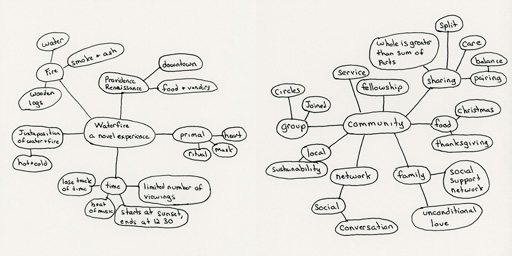 water
Fire
smoke + ash
wooden
logs
Providence
Renaissance
downtown
food + vendors
Waterfire
a novel experience
primal
heart
mask
ritual
Juxtaposition
of water + fire
hot + cold
time
lose track
of time
beat
of music
limited number of
viewings
starts at sunset,
ends at 12:30
split
Whole is greater
than sum of
Parts
care
balance
pairing
sharing
service
fellowship
Circles
Joined
group
community
Christmas
food
thanksgiving
local
sustainability
network
social
conversation
family
social
support
network
unconditional
love